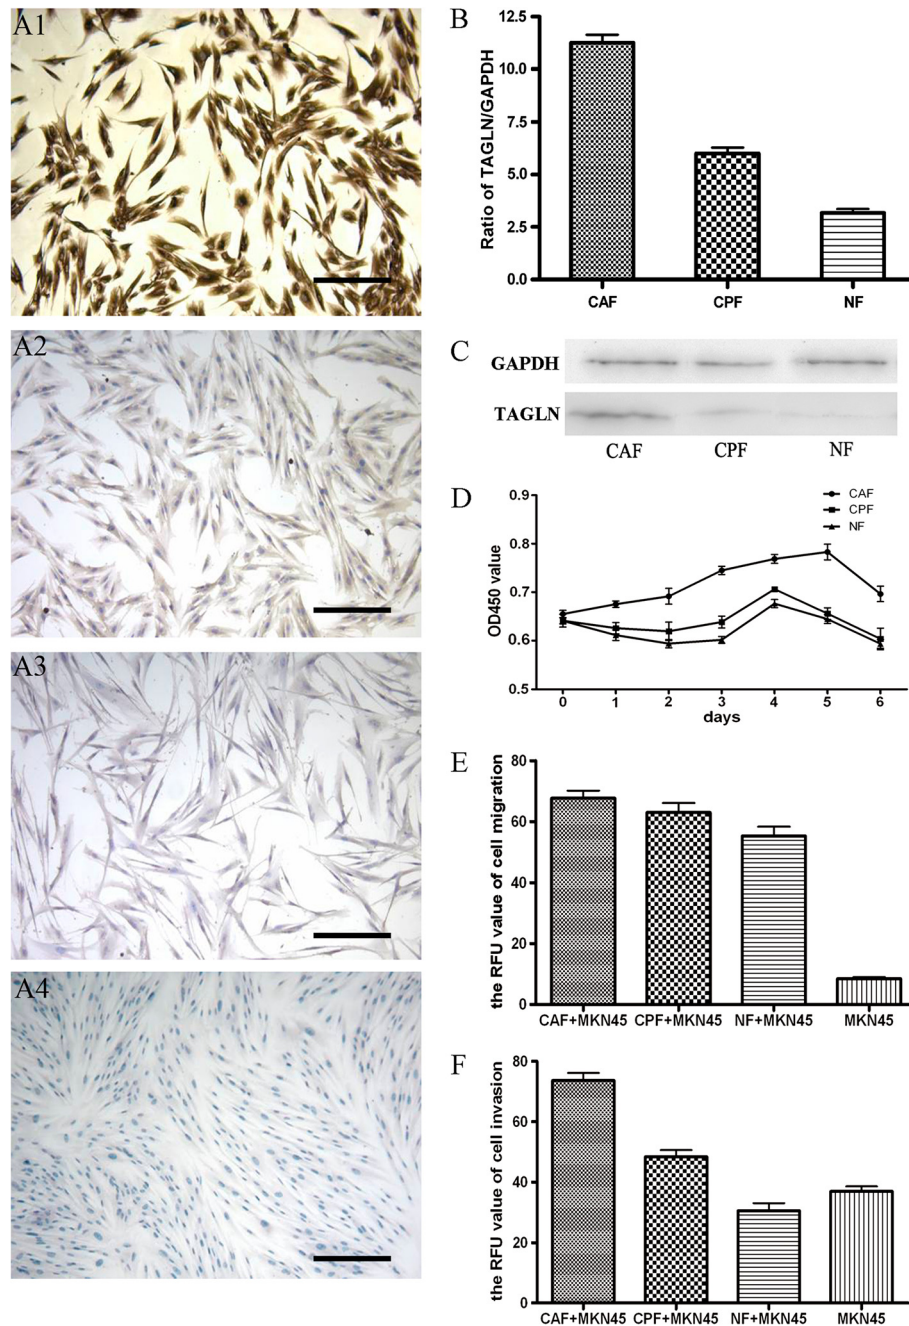 A1
A2
A3
A4
B
Ratio of TAGLN/GAPDH
12.5
10.0
7.5
5.0
2.5
0.0
CAF CPF NF
C
GAPDH
TAGLN
CAF CPF NF
D
OD450 value
0.9
0.8
0.7
0.6
0.5
CAF
CPF
NF
0 1 2 3 4 5 6
days
E
the RFU value of cell migration
80
60
40
20
0
CAF+MKN45 CPF+MKN45 NF+MKN45 MKN45
F
the RFU value of cell invasion
80
60
40
20
0
CAF+MKN45 CPF+MKN45 NF+MKN45 MKN45